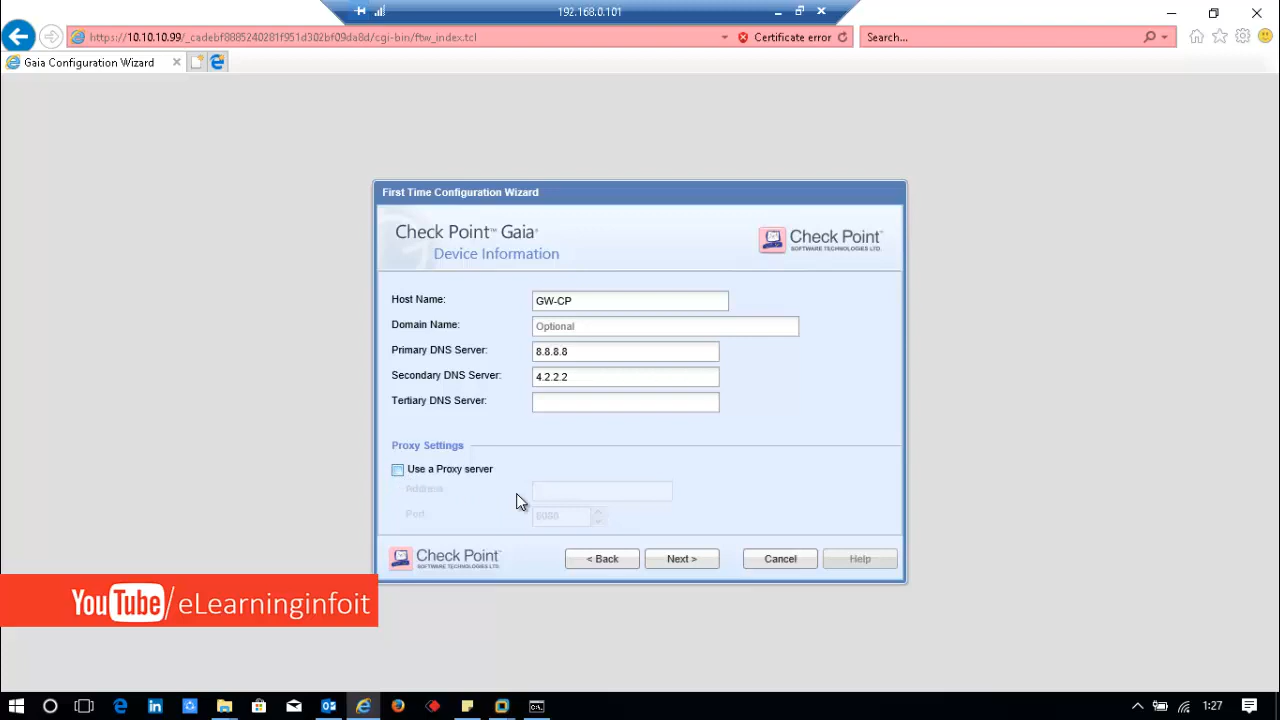 192.168.0.101
https://10.10.10.99/_cadebf8885240281f951d302bf09da8d/cgi-bin/ftw_index.tcl
Certificate error
Search...
Gaia Configuration Wizard
First Time Configuration Wizard
Check Point™ Gaia
Device Information
Check Point™
SOFTWARE TECHNOLOGIES LTD.
Host Name:
GW-CP
Domain Name:
Optional
Primary DNS Server:
8.8.8.8
Secondary DNS Server:
4.2.2.2
Tertiary DNS Server:
Proxy Settings
Use a Proxy server
Address
Port:
8080
Check Point™
SOFTWARE TECHNOLOGIES LTD.
< Back
Next >
Cancel
Help
YouTube/eLearninginfoit
1:27